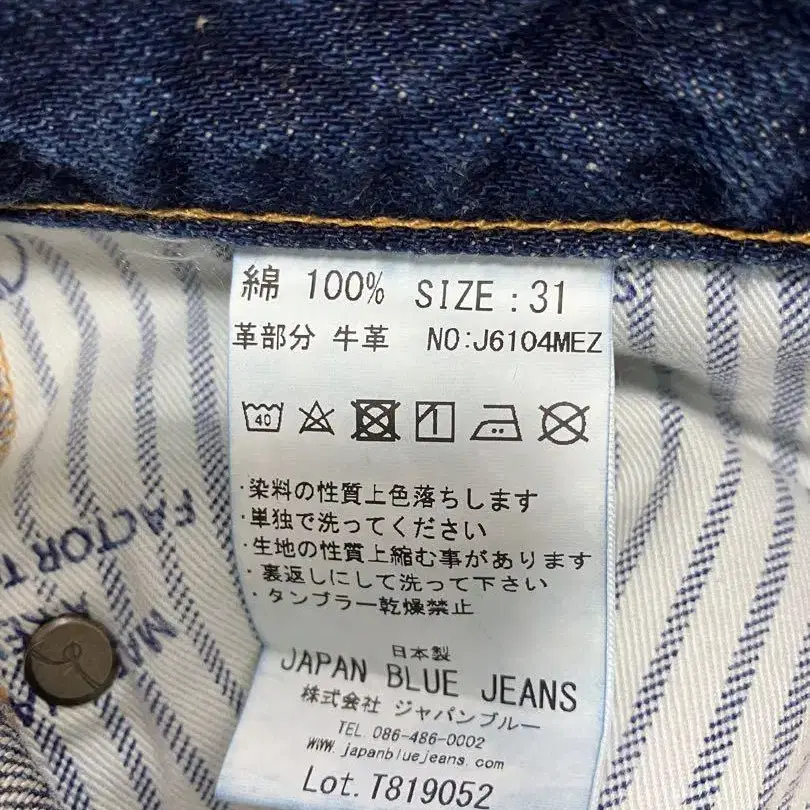 綿 100% SIZE : 31
革部分 牛革 NO:J6104MEZ
40
・染料の性質上色落ちします
・単独で洗ってください
・生地の性質上縮む事があります
・裏返しにして洗って下さい
・タンブラー乾燥禁止
日本製
JAPAN BLUE JEANS
株式会社 ジャパンブルー
TEL. 086-486-0002
www.japanbluejeans.com
Lot. T819052
FACTOR